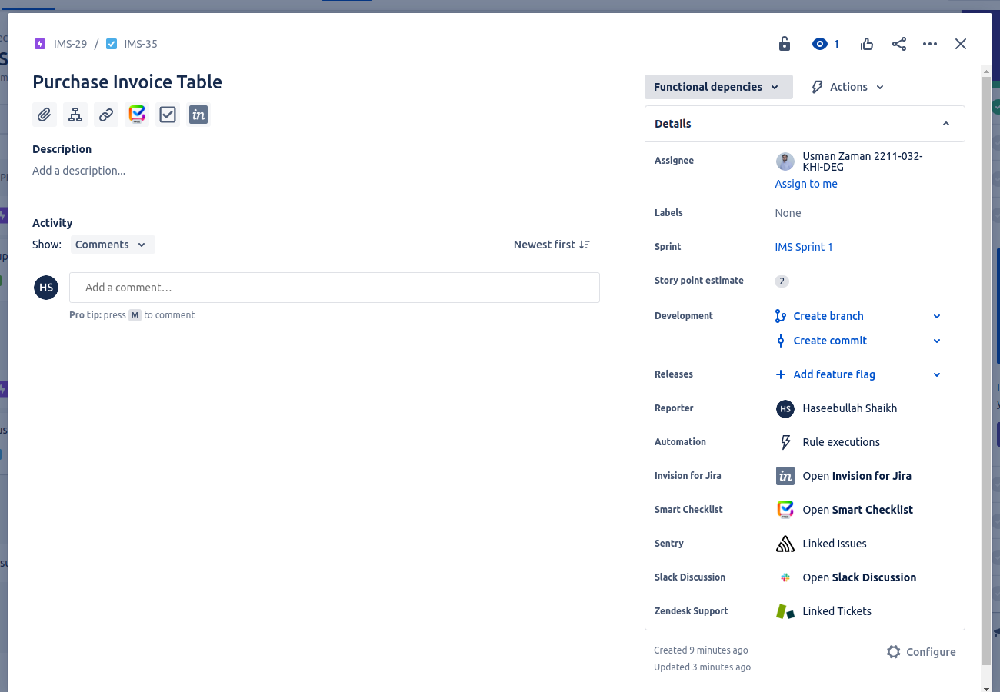 IMS-29 / IMS-35
1
Purchase Invoice Table
Functional depencies
Actions
Description
Add a description...
Activity
Show: Comments
Newest first
HS
Add a comment…
Pro tip: press M to comment
Details
Assignee
Usman Zaman 2211-032-
KHI-DEG
Assign to me
Labels
None
Sprint
IMS Sprint 1
Story point estimate
2
Development
Create branch
Create commit
Releases
Add feature flag
Reporter
HS Haseebullah Shaikh
Automation
Rule executions
Invision for Jira
in Open Invision for Jira
Smart Checklist
Open Smart Checklist
Sentry
Linked Issues
Slack Discussion
Open Slack Discussion
Zendesk Support
Linked Tickets
Created 9 minutes ago
Configure
Updated 3 minutes ago